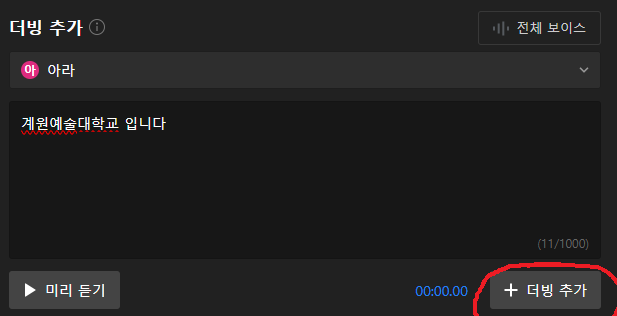 더빙 추가
전체 보이스
아 아라
계원예술대학교 입니다
(11/1000)
미리 듣기
00:00.00
+ 더빙 추가